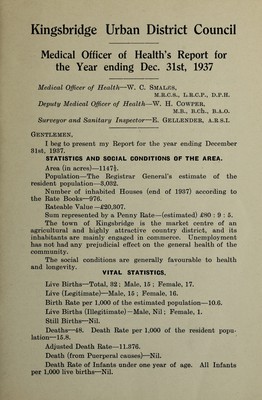 Kingsbridge Urban District Council
Medical Officer of Health's Report for
the Year ending Dec. 31st, 1937
Medical Officer of Health—W. C. SMALES,
M.R.C.S., L.R.C.P., D.P.H.
Deputy Medical Officer of Health—W. H. COWPER,
M.B., B.Ch., B.A.O.
Surveyor and Sanitary Inspector—E. GELLENDER, A.R.S.I.
GENTLEMEN,
I beg to present my Report for the year ending December
31st, 1937.
STATISTICS AND SOCIAL CONDITIONS OF THE AREA.
Area (in acres)—1147½.
Population—The Registrar General's estimate of the
resident population—3,032.
Number of inhabited Houses (end of 1937) according to
the Rate Books—976.
Rateable Value—£20,307.
Sum represented by a Penny Rate—(estimated) £80 : 9 : 5.
The town of Kingsbridge is the market centre of an
agricultural and highly attractive country district, and its
inhabitants are mainly engaged in commerce. Unemployment
has not had any prejudicial effect on the general health of the
community.
The social conditions are generally favourable to health
and longevity.
VITAL STATISTICS.
Live Births—Total, 32 ; Male, 15 ; Female, 17.
Live (Legitimate)—Male, 15 ; Female, 16.
Birth Rate per 1,000 of the estimated population—10.6.
Live Births (Illegitimate)—Male, Nil ; Female, 1.
Still Births—Nil.
Deaths—48. Death Rate per 1,000 of the resident popu-
lation—15.8.
Adjusted Death Rate—11.376.
Death (from Puerperal causes)—Nil.
Death Rate of Infants under one year of age. All Infants
per 1,000 live births—Nil.